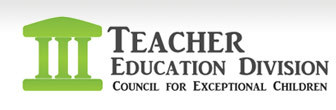 Teacher
Education Division
Council for Exceptional Children